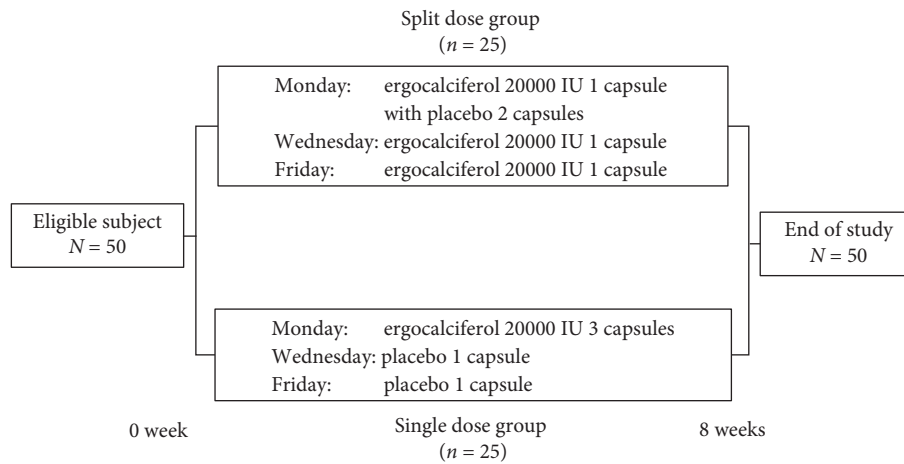 Split dose group
(n = 25)
Monday: ergocalciferol 20000 IU 1 capsule
with placebo 2 capsules
Wednesday: ergocalciferol 20000 IU 1 capsule
Friday: ergocalciferol 20000 IU 1 capsule
Eligible subject
N = 50
End of study
N = 50
Monday: ergocalciferol 20000 IU 3 capsules
Wednesday: placebo 1 capsule
Friday: placebo 1 capsule
0 week
Single dose group
(n = 25)
8 weeks